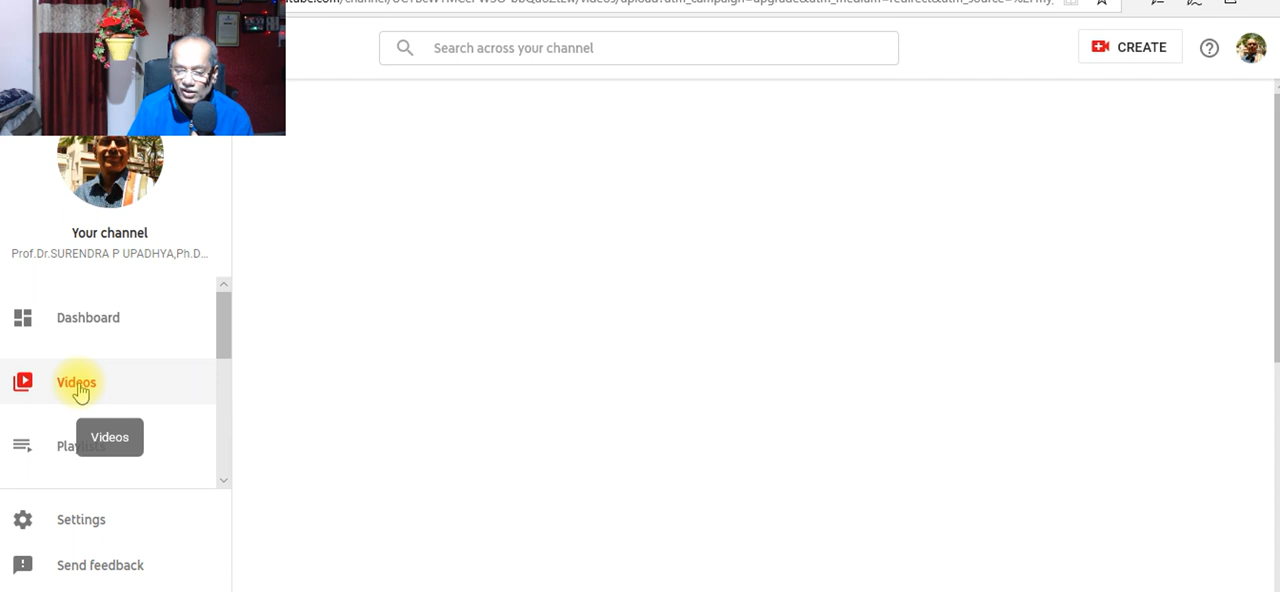 Search across your channel
CREATE
Your channel
Prof.Dr.SURENDRA P UPADHYA,Ph.D...
Dashboard
Videos
Videos
Settings
Send feedback